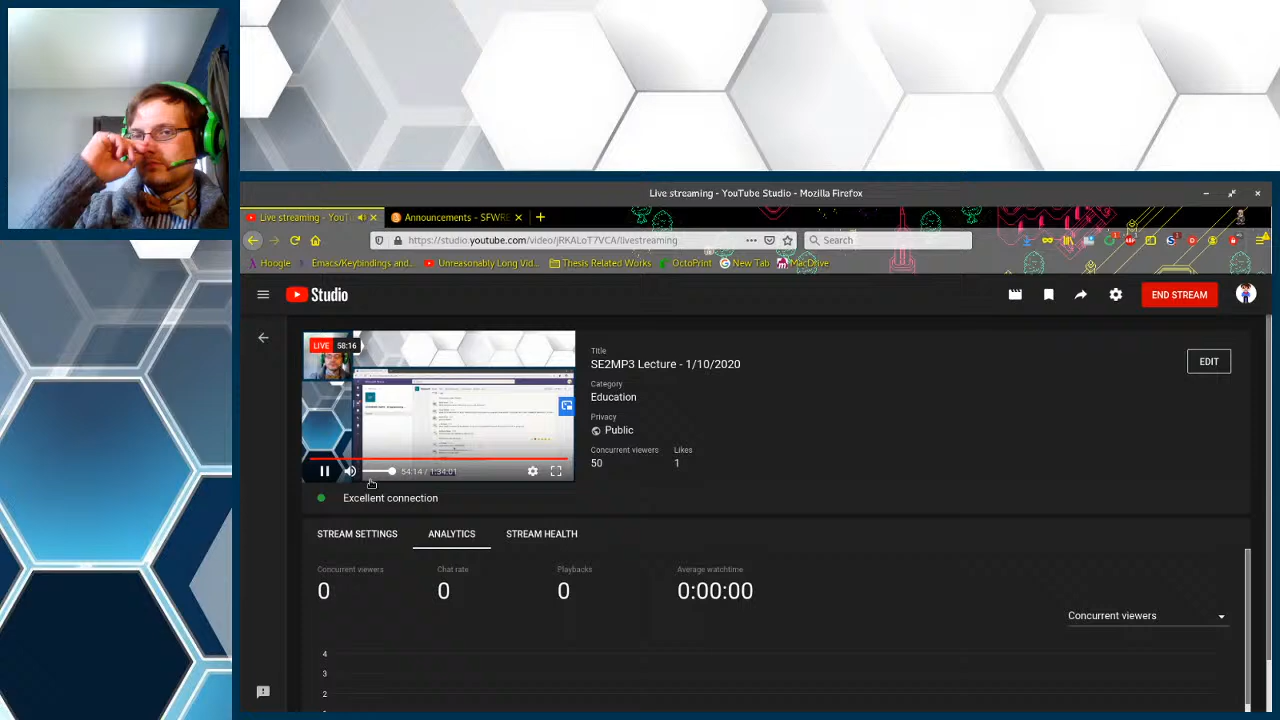 Live streaming - YouTube Studio - Mozilla Firefox
Live streaming - YouT
Announcements - SFWRE
https://studio.youtube.com/video/jRKALoT7VCA/livestreaming
Search
Hoogle
Emacs/Keybindings and...
Unreasonably Long Vid...
Thesis Related Works
OctoPrint
New Tab
MacDrive
Studio
END STREAM
LIVE 58:16
54:14 / 1:34:01
Excellent connection
Title
SE2MP3 Lecture - 1/10/2020
Category
Education
Privacy
Public
Concurrent viewers
50
Likes
1
EDIT
STREAM SETTINGS
ANALYTICS
STREAM HEALTH
Concurrent viewers
0
Chat rate
0
Playbacks
0
Average watchtime
0:00:00
Concurrent viewers
4
3
2